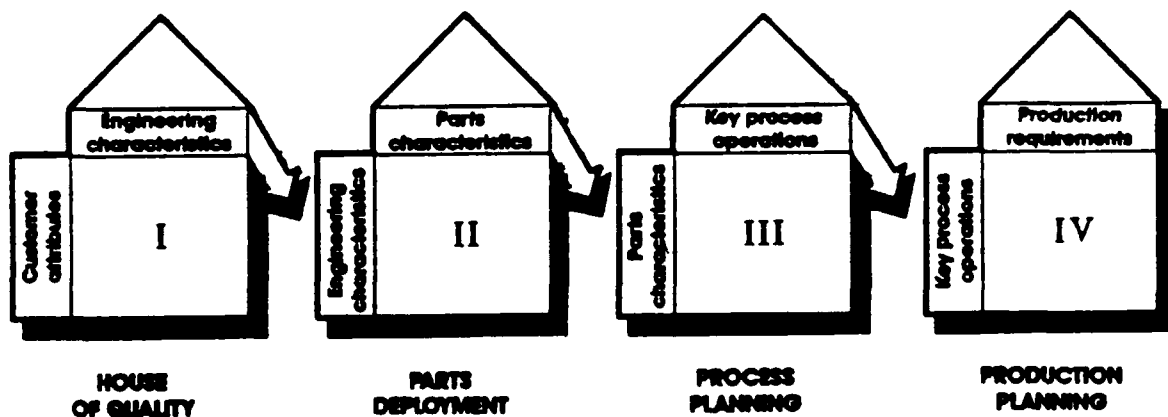 Engineering
characteristics
Customer
attributes
I
HOUSE
OF QUALITY
Parts
characteristics
Engineering
characteristics
II
PARTS
DEPLOYMENT
Key process
operations
Parts
characteristics
III
PROCESS
PLANNING
Production
requirements
Key process
operations
IV
PRODUCTION
PLANNING